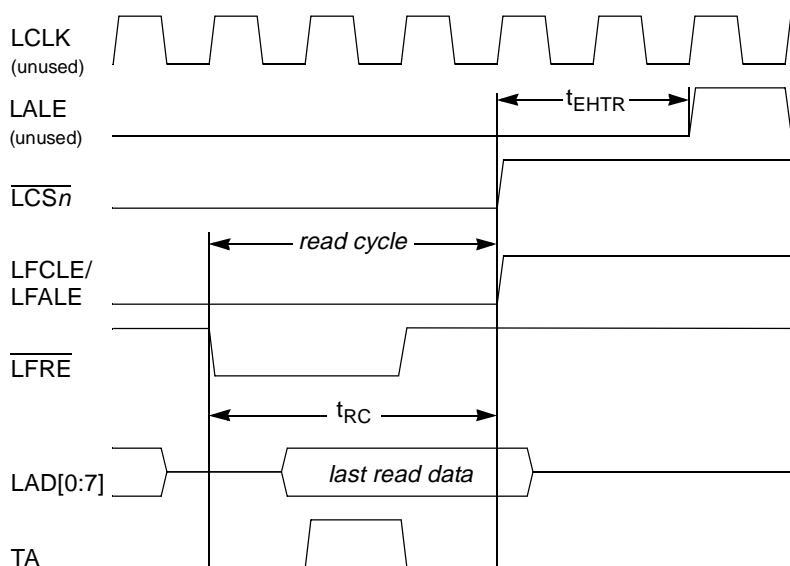 LCLK
(unused)
LALE
(unused)
tEHTR
LCSn
read cycle
LFCLE/
LFALE
LFRE
tRC
LAD[0:7]
last read data
TA